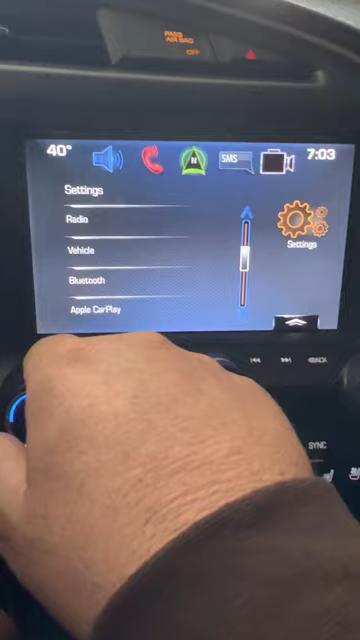 PASS
AIR BAG
OFF
40°
N
SMS
7:03
Settings
Radio
Vehicle
Bluetooth
Apple CarPlay
Settings
BACK
SYNC